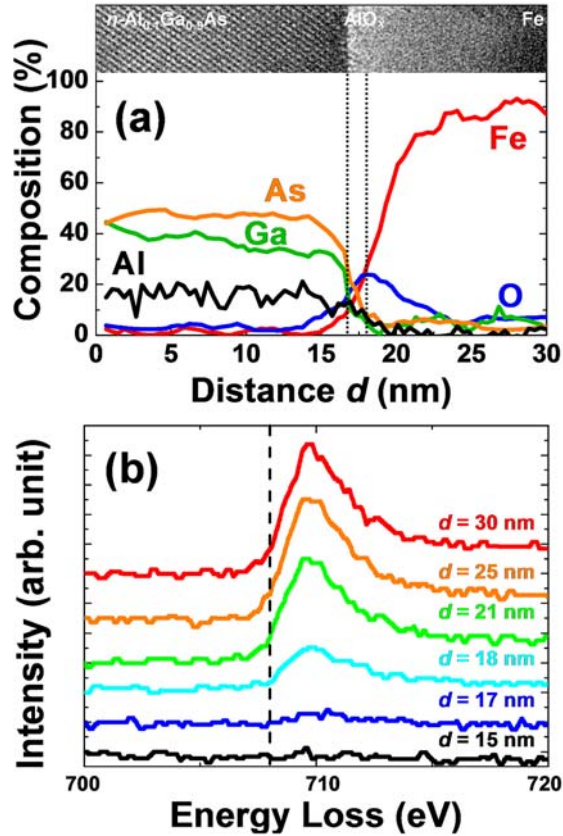 n-Al₀.₁Ga₀.₉As AlOₓ Fe
(a)
Composition (%)
100
80
60
40
20
0
As
Ga
Al
Fe
O
0 5 10 15 20 25 30
Distance d (nm)
(b)
Intensity (arb. unit)
d = 30 nm
d = 25 nm
d = 21 nm
d = 18 nm
d = 17 nm
d = 15 nm
700 710 720
Energy Loss (eV)